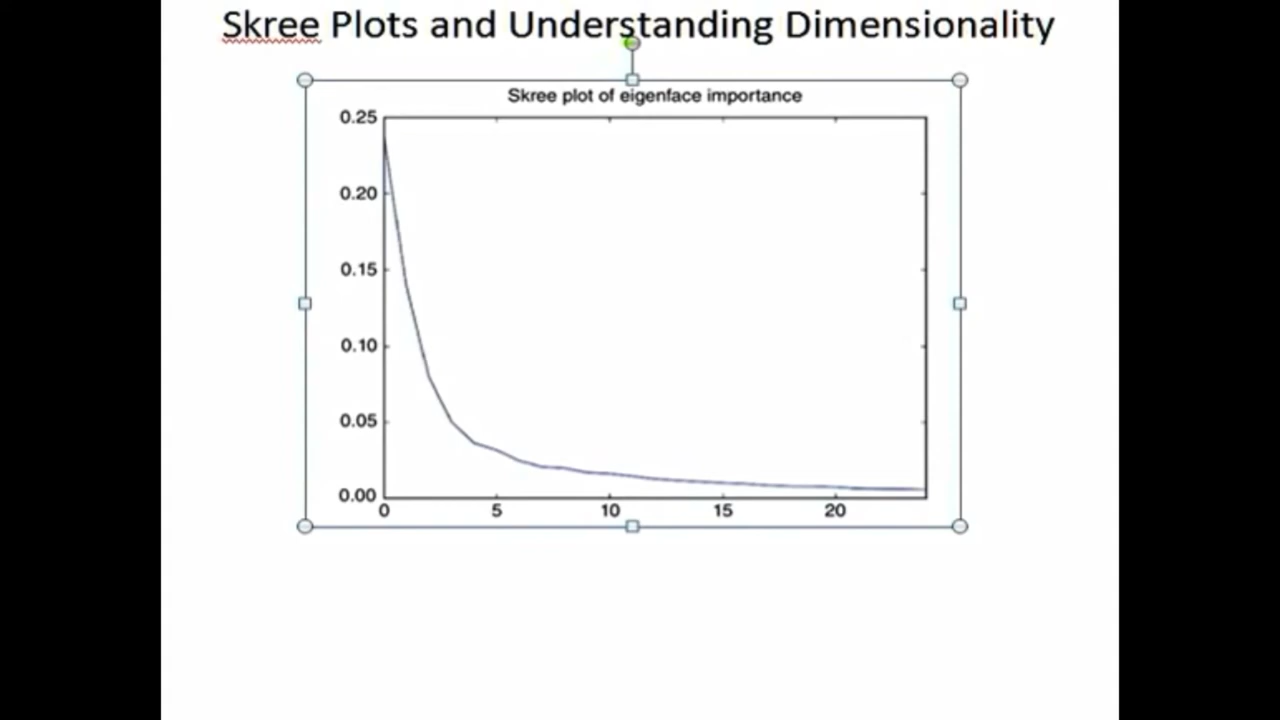 Skree Plots and Understanding Dimensionality
Skree plot of eigenface importance
0.25
0.20
0.15
0.10
0.05
0.00
0 5 10 15 20